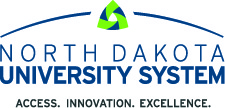 NORTH DAKOTA
UNIVERSITY SYSTEM
ACCESS. INNOVATION. EXCELLENCE.